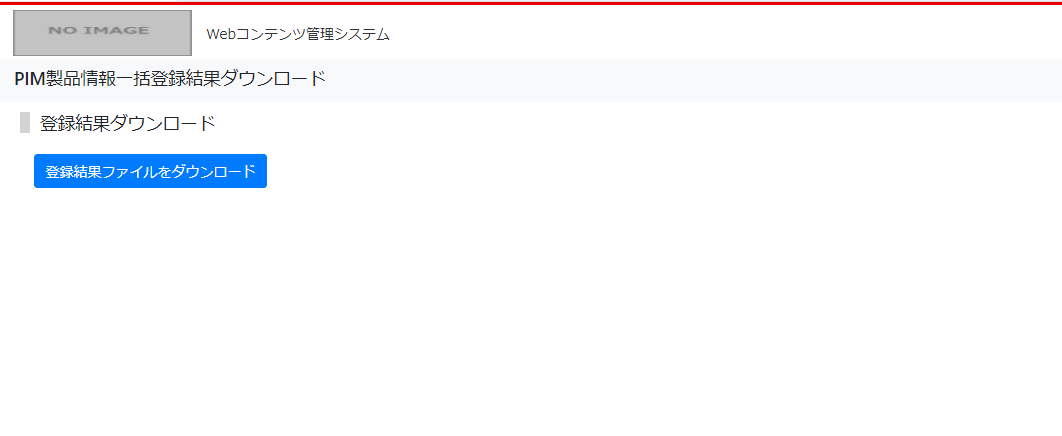 NO IMAGE
Webコンテンツ管理システム
PIM製品情報一括登録結果ダウンロード
登録結果ダウンロード
登録結果ファイルをダウンロード